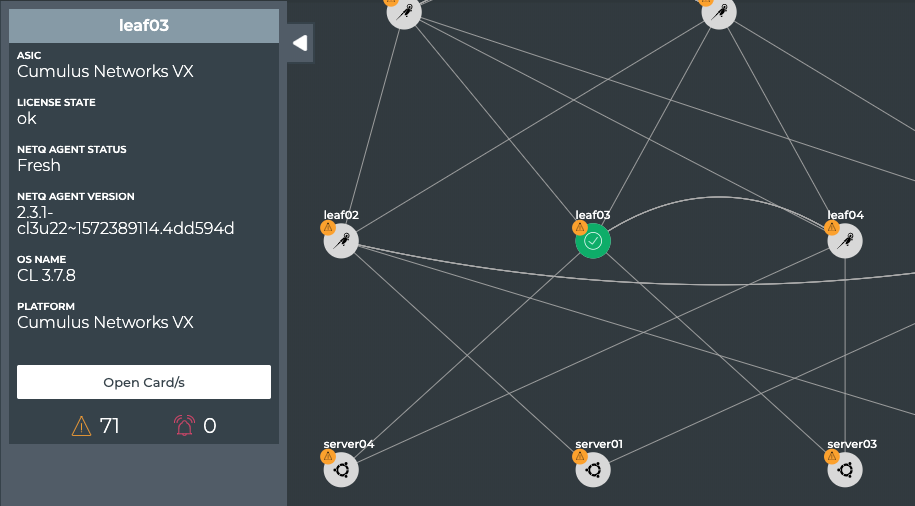 leaf03
ASIC
Cumulus Networks VX
LICENSE STATE
ok
NETQ AGENT STATUS
Fresh
NETQ AGENT VERSION
2.3.1-
cl3u22~1572389114.4dd594d
OS NAME
CL 3.7.8
PLATFORM
Cumulus Networks VX
Open Card/s
71
0
leaf02
leaf03
leaf04
server04
server01
server03